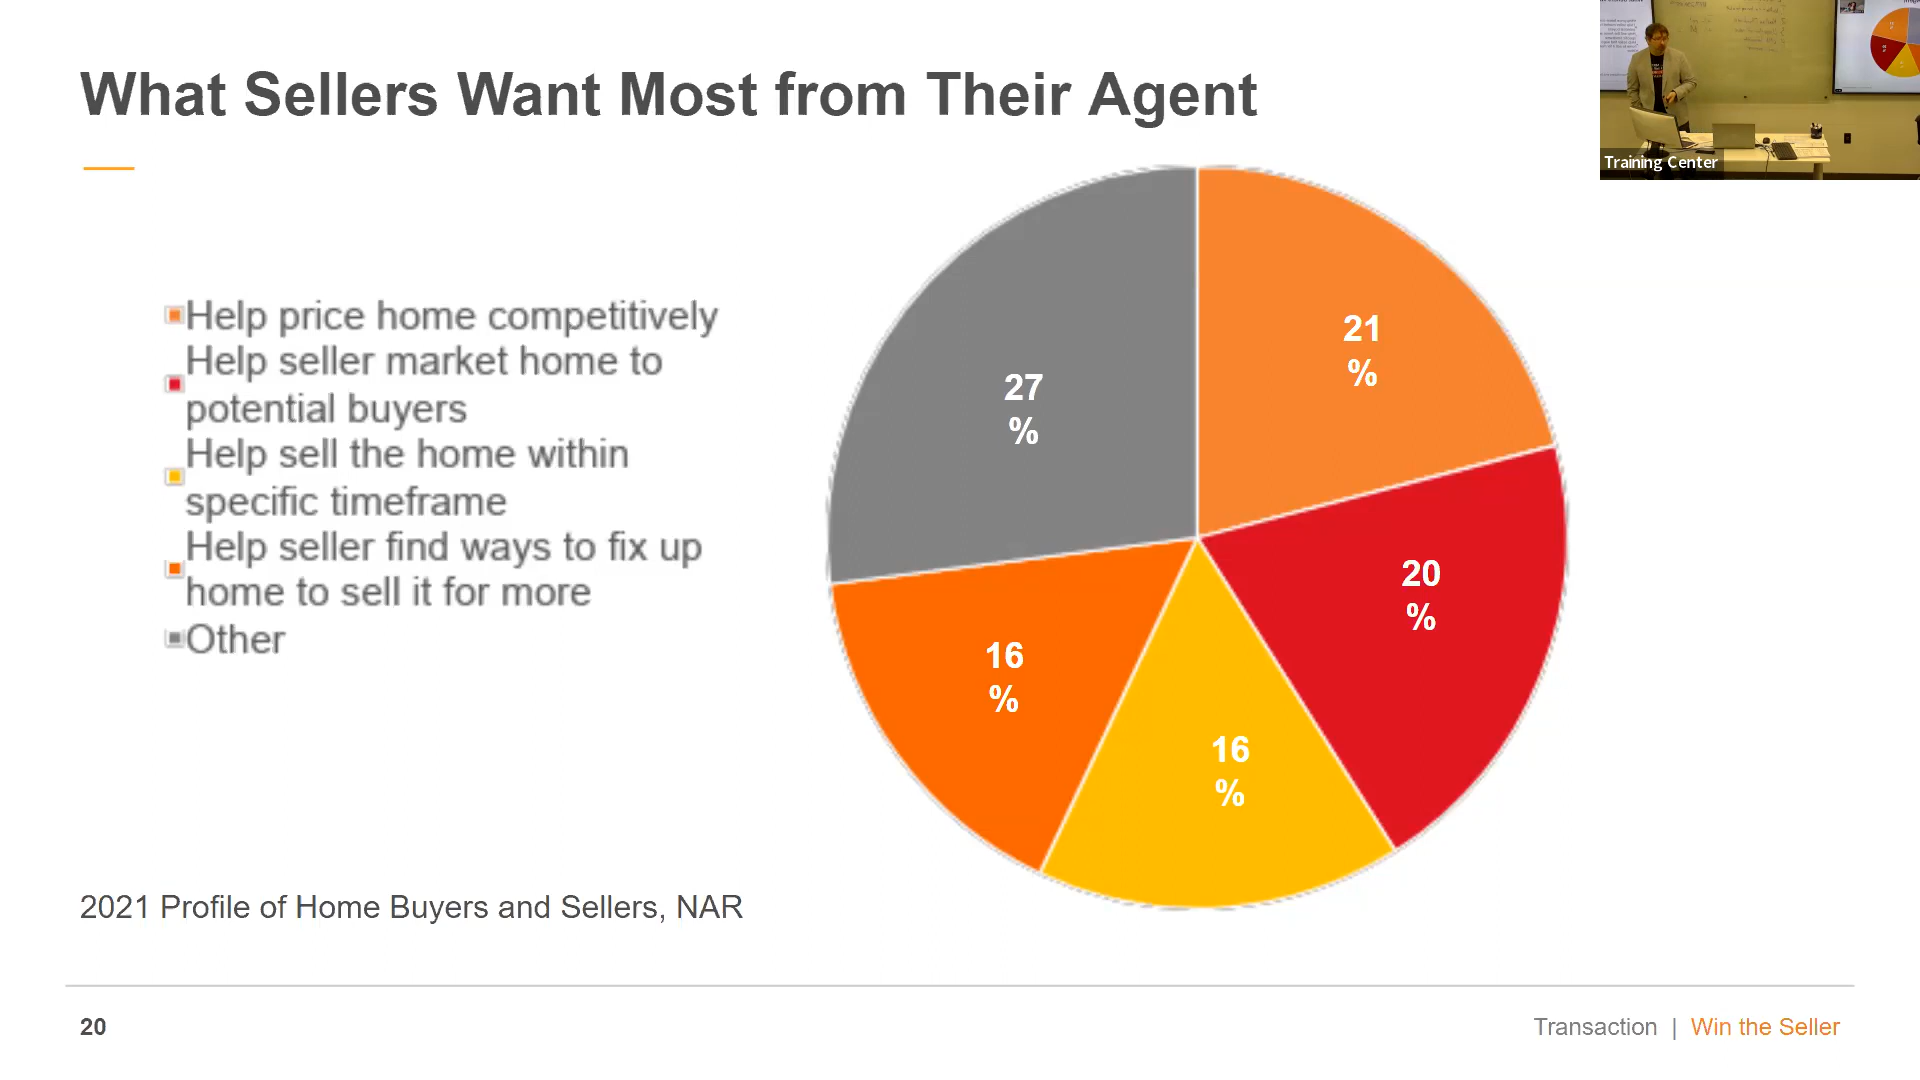 What Sellers Want Most from Their Agent
Training Center
Help price home competitively
Help seller market home to
potential buyers
Help sell the home within
specific timeframe
Help seller find ways to fix up
home to sell it for more
Other
21
%
20
%
16
%
16
%
27
%
2021 Profile of Home Buyers and Sellers, NAR
20
Transaction | Win the Seller